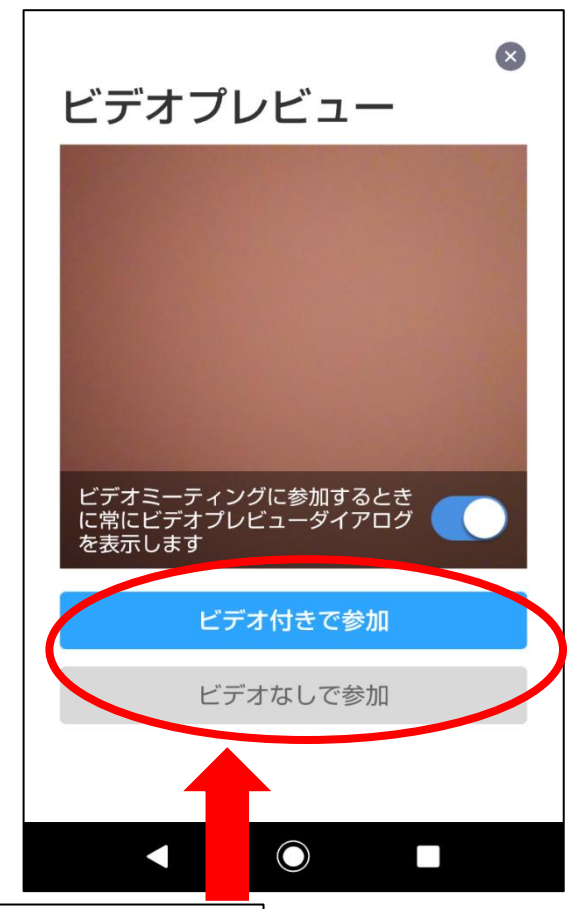 ビデオプレビュー
ビデオミーティングに参加するとき
に常にビデオプレビューダイアログ
を表示します
ビデオ付きで参加
ビデオなしで参加